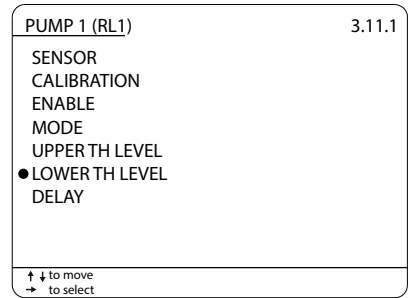 PUMP 1 (RL1) 3.11.1
SENSOR
CALIBRATION
ENABLE
MODE
UPPER TH LEVEL
●LOWER TH LEVEL
DELAY
↑ ↓ to move
→ to select